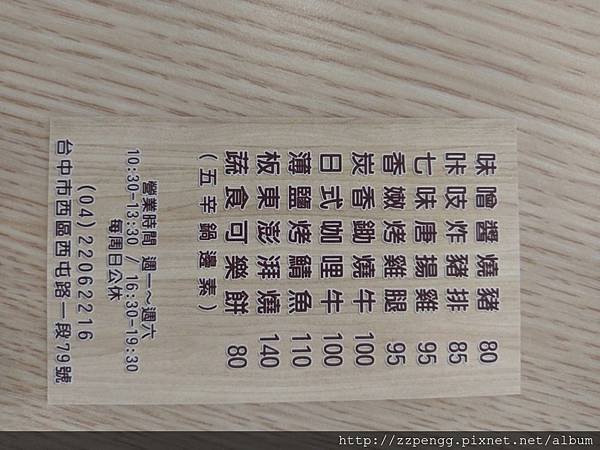 味噌醬燒豬 80
咔吱炸豬排 85
七味唐揚雞 95
香嫩烤雞腿 95
炭香鋤燒牛 100
日式咖哩牛 100
薄鹽烤鯖魚 110
板東澎湃燒 140
蔬食可樂餅 80
(五辛鍋邊素)
營業時間 週一~週六
10:30-13:30 / 16:30-19:30
每周日公休
(04)22062216
台中市西區西屯路一段79號
http://zzpengg.pixnet.net/album